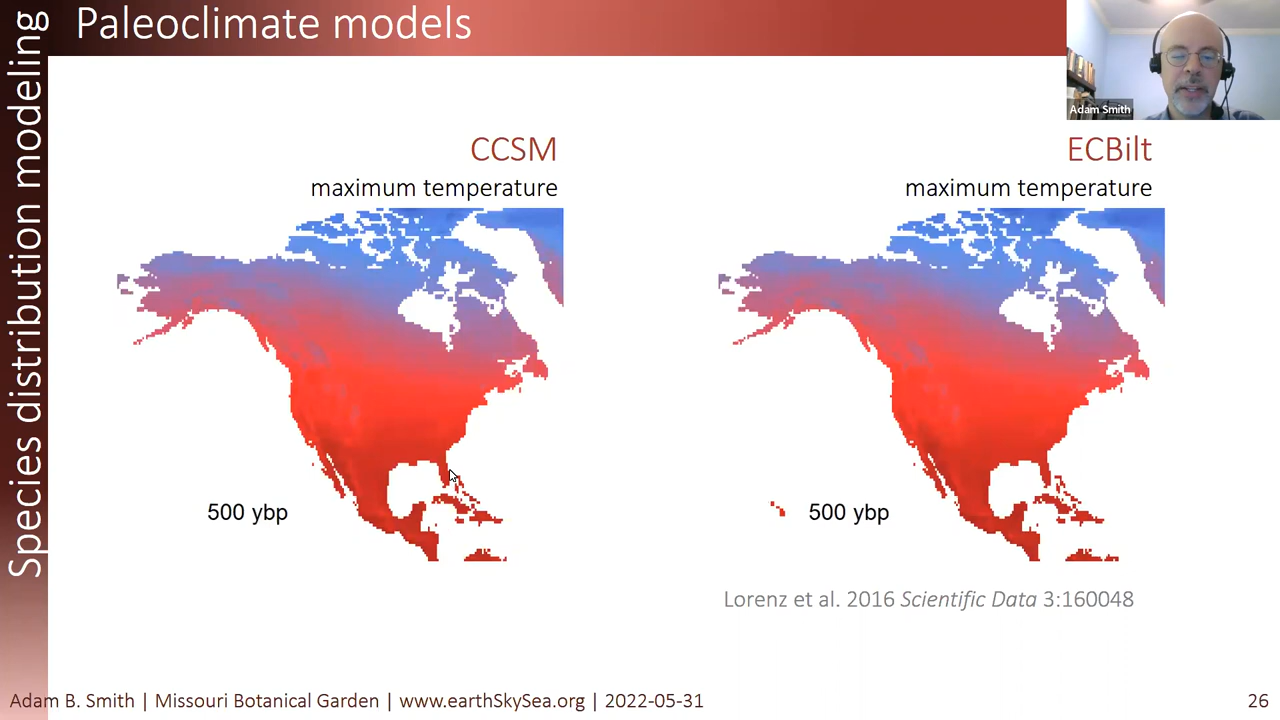 Species distribution modeling
Paleoclimate models
Adam Smith
CCSM
maximum temperature
500 ybp
ECBilt
maximum temperature
500 ybp
Lorenz et al. 2016 Scientific Data 3:160048
Adam B. Smith | Missouri Botanical Garden | www.earthSkySea.org | 2022-05-31
26